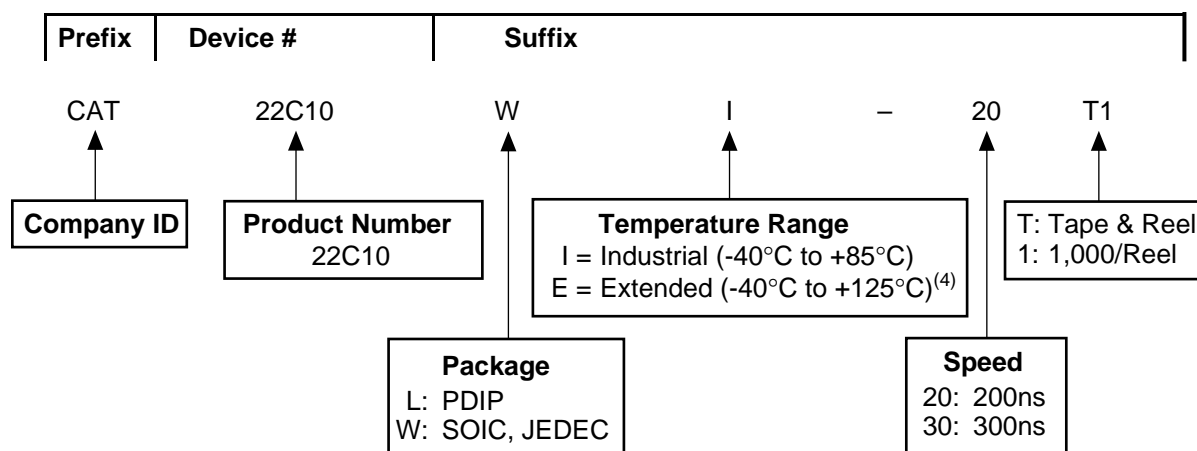 Prefix Device # Suffix
CAT 22C10 W I – 20 T1
Company ID
Product Number
22C10
Temperature Range
I = Industrial (-40°C to +85°C)
E = Extended (-40°C to +125°C)(4)
T: Tape & Reel
1: 1,000/Reel
Package
L: PDIP
W: SOIC, JEDEC
Speed
20: 200ns
30: 300ns